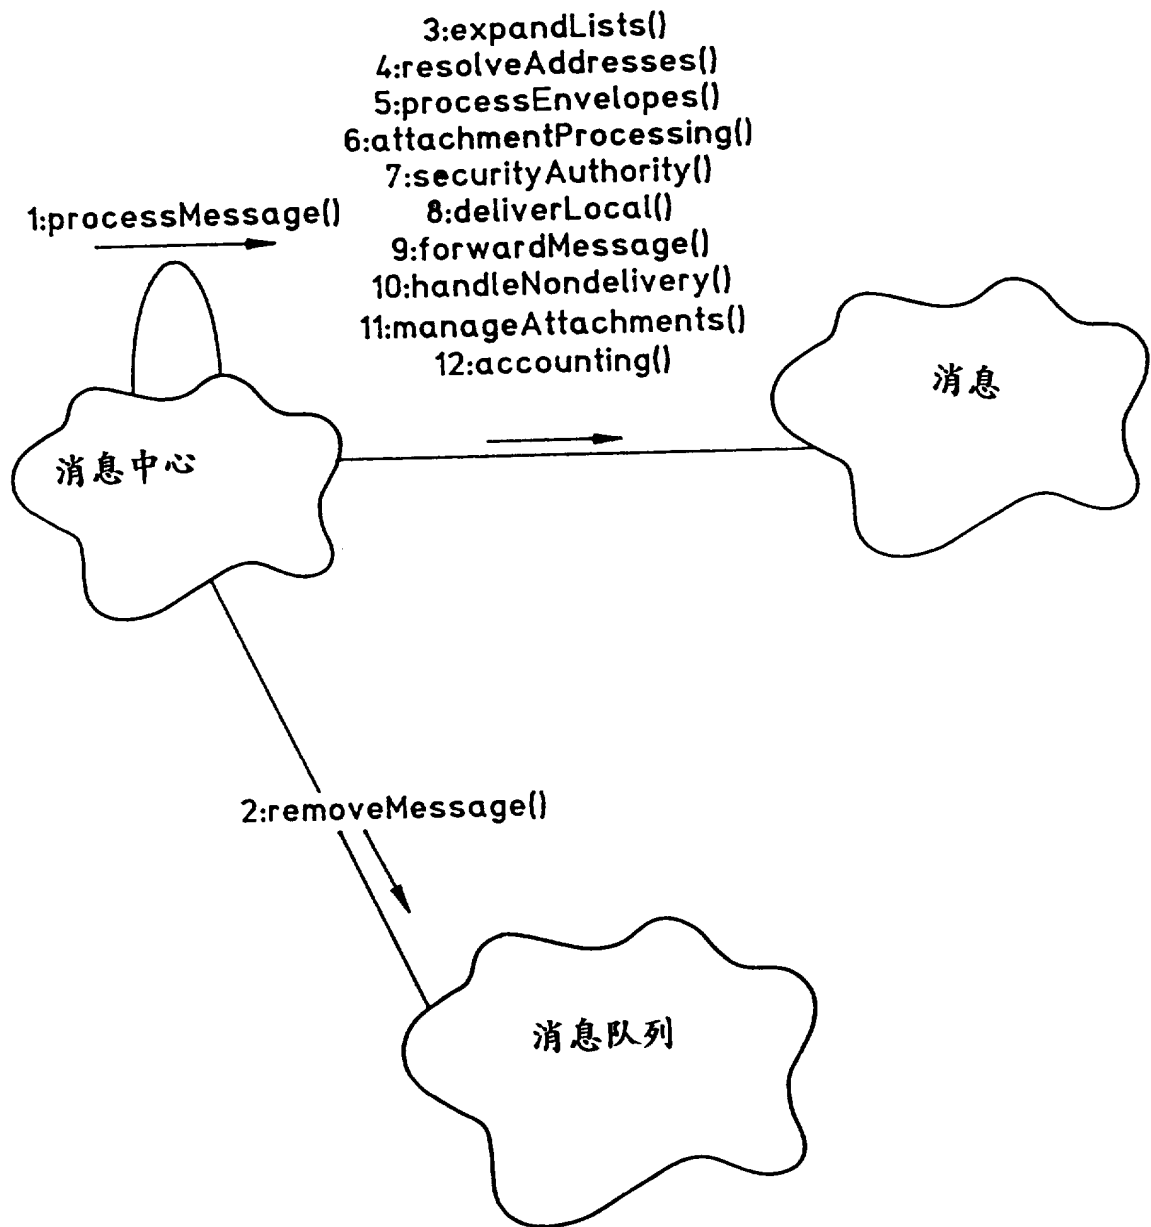 3:expandLists()
4:resolveAddresses()
5:processEnvelopes()
6:attachmentProcessing()
7:securityAuthority()
1:processMessage()
8:deliverLocal()
9:forwardMessage()
10:handleNondelivery()
11:manageAttachments()
12:accounting()
消息
消息中心
2:removeMessage()
消息队列